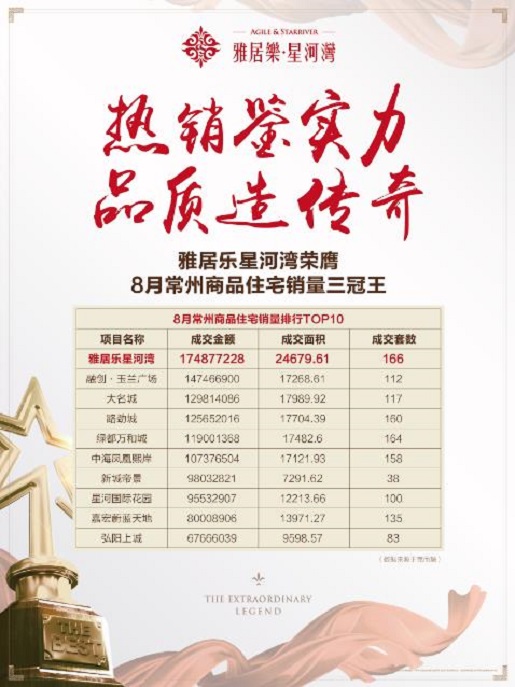 AGILE & STARRIVER
雅居樂·星河灣
热销鉴实力
品质造传奇
雅居乐星河湾荣膺
8月常州商品住宅销量三冠王
8月常州商品住宅销量排行TOP10
项目名称 成交金额 成交面积 成交套数
雅居乐星河湾 174877228 24679.61 166
融创·玉兰广场 147466900 17268.61 112
大名城 129814086 17989.92 117
路劲城 125652016 17704.39 160
绿都万和城 119001368 17482.6 164
中海凤凰熙岸 107376504 17121.93 158
新城帝景 98032821 7291.62 38
星河国际花园 95532907 12213.66 100
嘉宏蔚蓝天地 80008906 13971.27 135
弘阳上城 67666039 9598.57 83
THE EXTRAORDINARY
LEGEND
THE
BEST